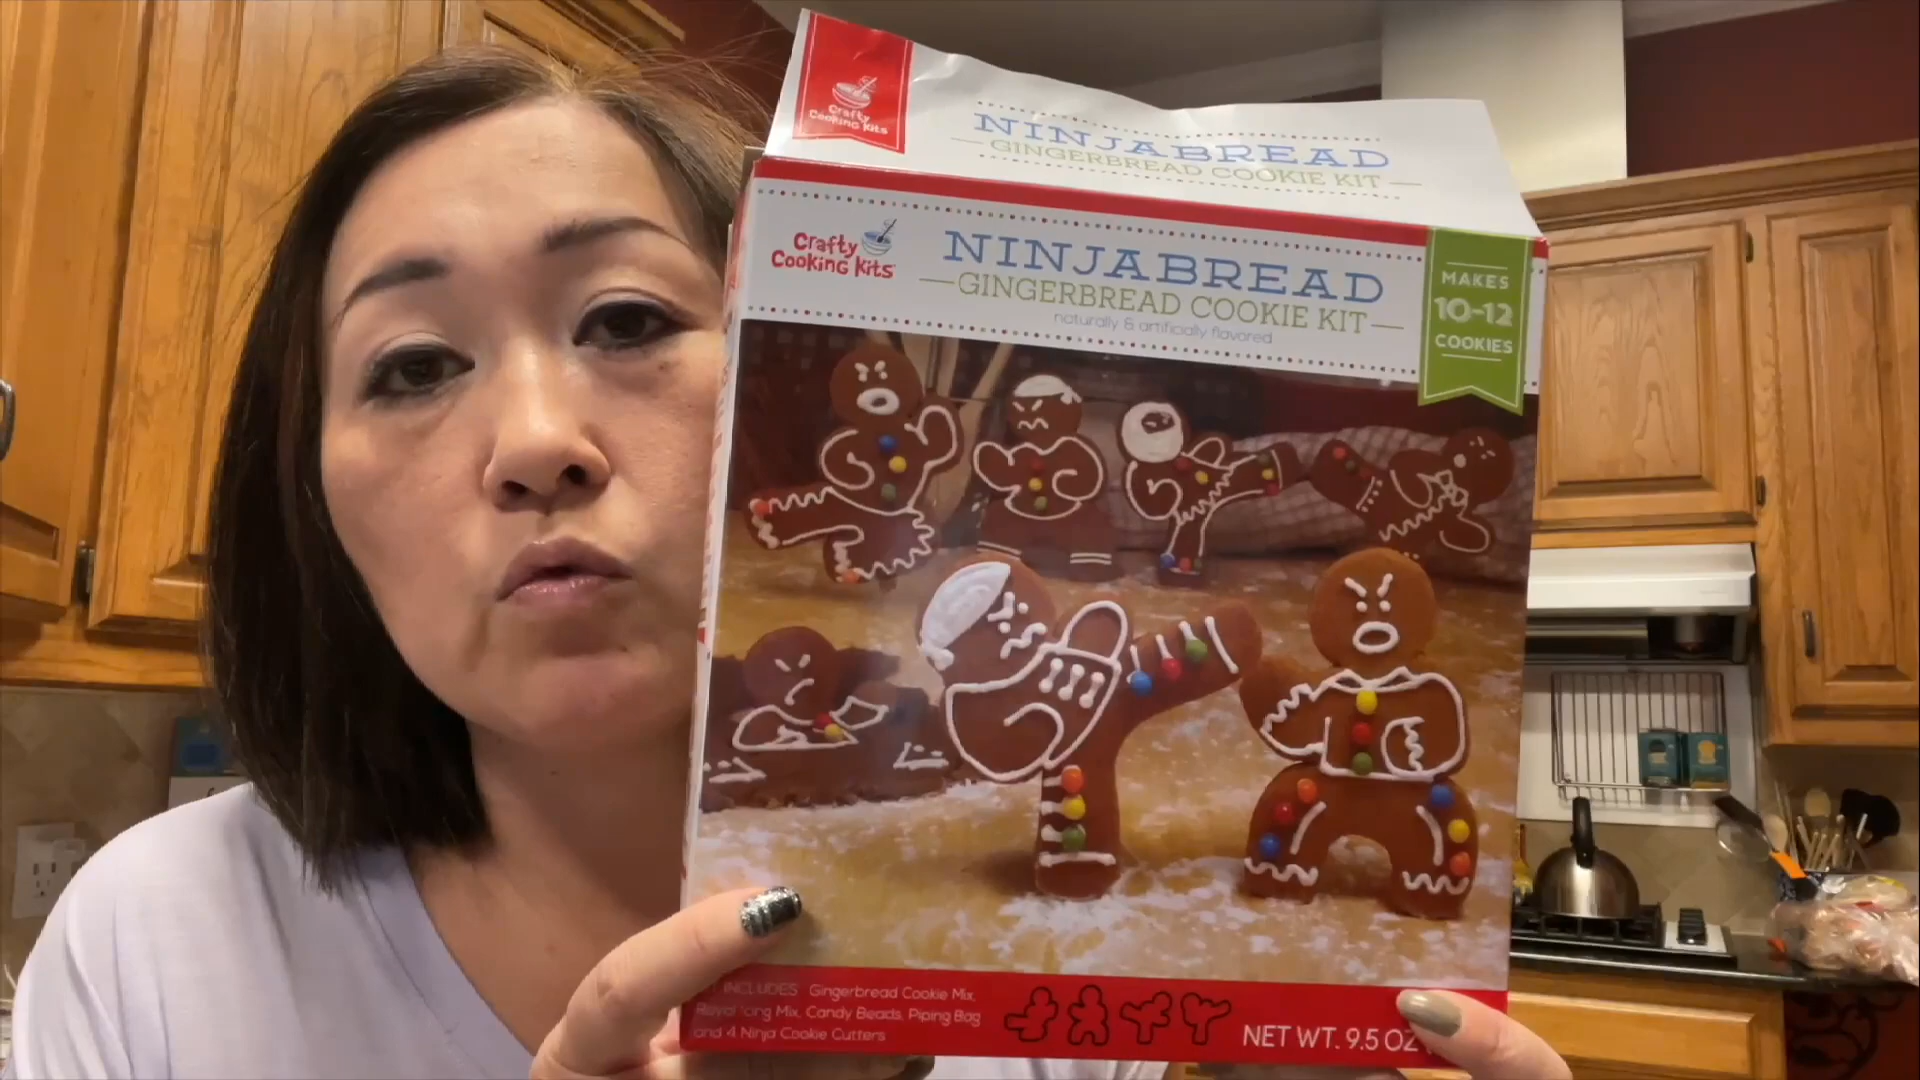 Crafty
Cooking Kits
NINJABREAD
GINGERBREAD COOKIE KIT
Crafty
Cooking Kits
NINJABREAD
GINGERBREAD COOKIE KIT
naturally & artificially flavored
MAKES
10-12
COOKIES
INCLUDES Gingerbread Cookie Mix,
Royal Icing Mix, Candy Beads, Piping Bag
and 4 Ninja Cookie Cutters
NET WT. 9.5 OZ